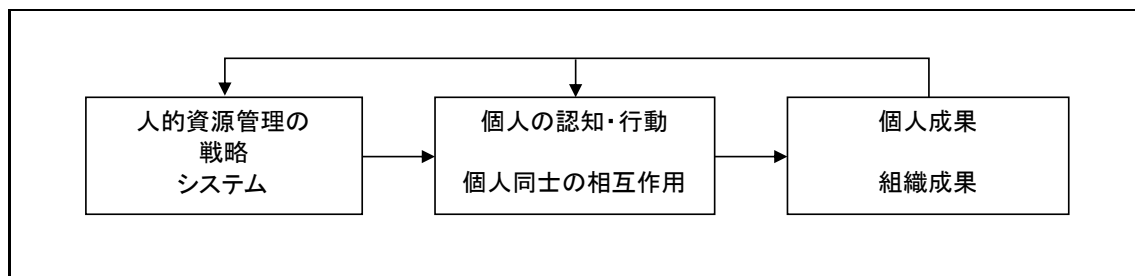 人的資源管理の
戦略
システム
個人の認知・行動
個人同士の相互作用
個人成果
組織成果